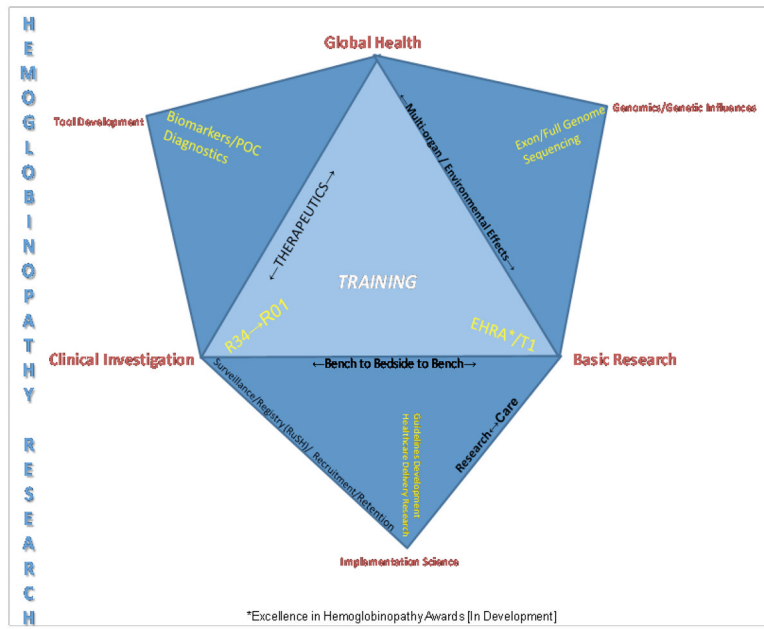 HEMOGLOBINOPATHY RESEARCH
Global Health
Tool Development
Genomics/Genetic Influences
Biomarkers/POC
Diagnostics
Exon/Full Genome
Sequencing
←Multi-organ / Environmental Effects→
←THERAPEUTICS→
TRAINING
R34→R01
EHRA*/T1
Clinical Investigation
←Bench to Bedside to Bench→
Basic Research
Surveillance/Registry(RuSH)/ Recruitment/Retention
Guidelines Development
Healthcare Delivery Research
Research↔Care
Implementation Science
*Excellence in Hemoglobinopathy Awards [In Development]